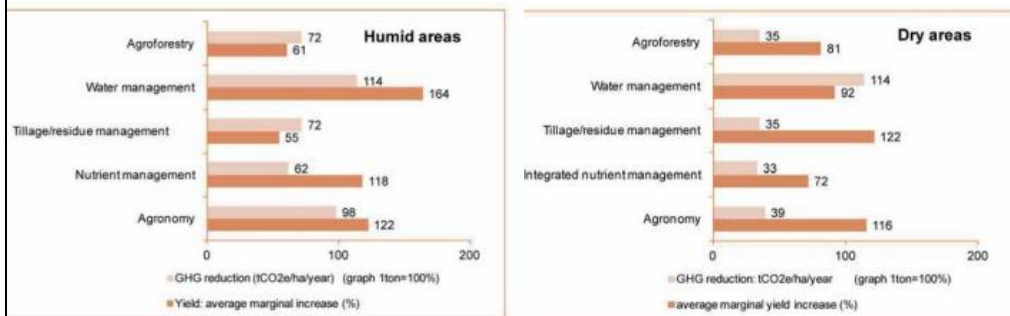 Humid areas
Agroforestry
72
61
Water management
114
164
Tillage/residue management
72
55
Nutrient management
62
118
Agronomy
98
122
0
100
200
GHG reduction (tCO2e/ha/year) (graph 1ton=100%)
Yield: average marginal increase (%)
Dry areas
Agroforestry
35
81
Water management
114
92
Tillage/residue management
35
122
Integrated nutrient management
33
72
Agronomy
39
116
0
100
200
GHG reduction: tCO2e/ha/year (graph 1ton=100%)
average marginal yield increase (%)